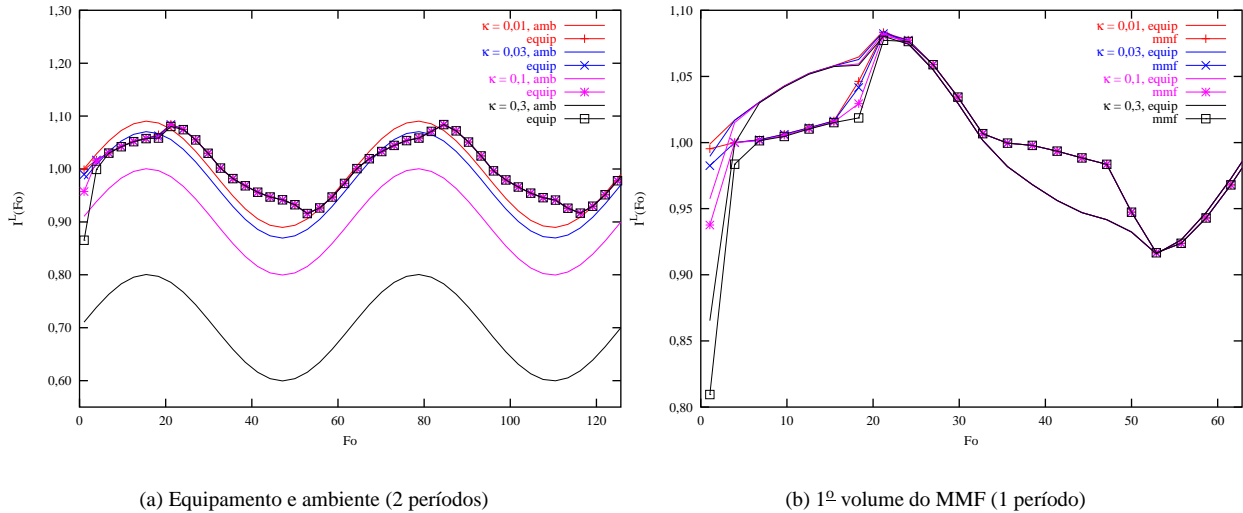 1,30
1,20
1,10
1,00
0,90
0,80
0,70
0,60
0 20 40 60 80 100 120
I^L(Fo)
Fo
κ = 0,01, amb
equip
κ = 0,03, amb
equip
κ = 0,1, amb
equip
κ = 0,3, amb
equip
(a) Equipamento e ambiente (2 períodos)
1,10
1,05
1,00
0,95
0,90
0,85
0,80
0 10 20 30 40 50 60
I^L(Fo)
Fo
κ = 0,01, equip
mmf
κ = 0,03, equip
mmf
κ = 0,1, equip
mmf
κ = 0,3, equip
mmf
(b) 1º volume do MMF (1 período)